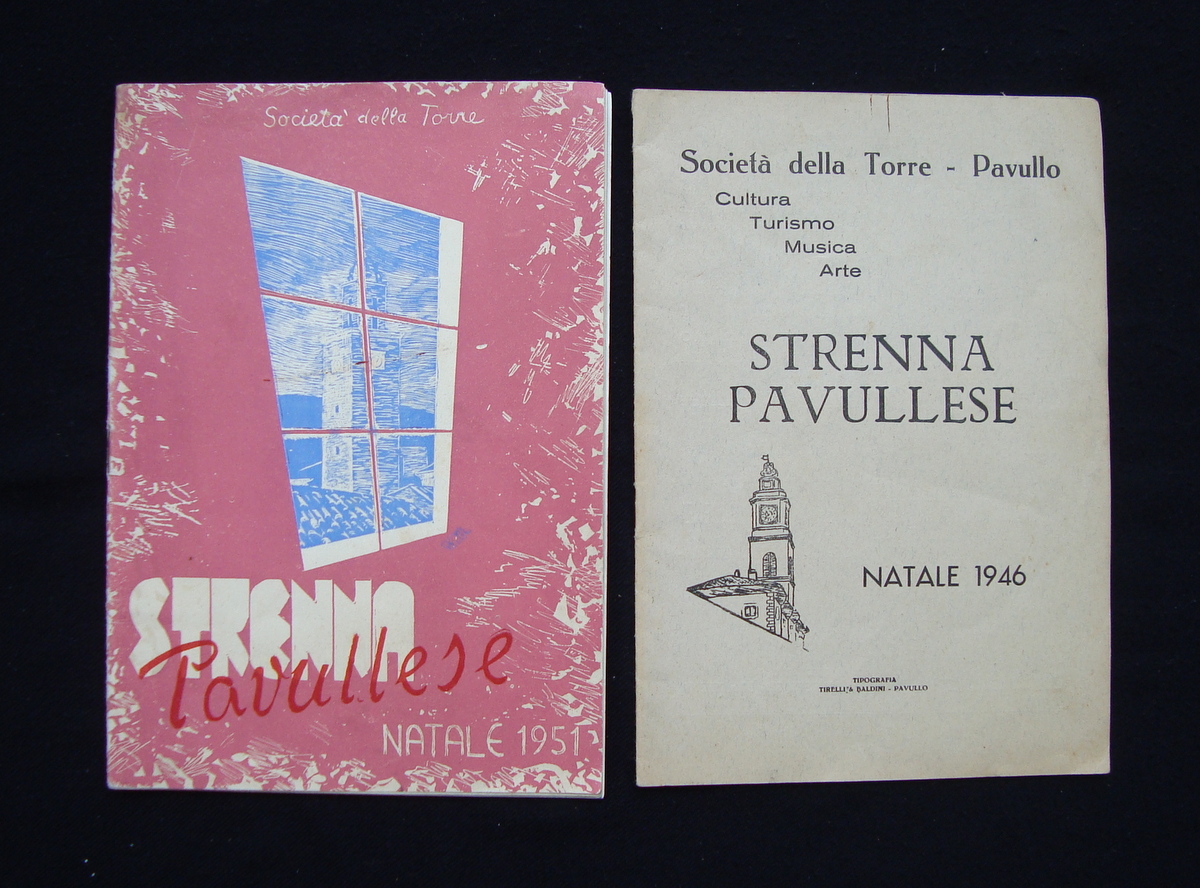 Società della Torre
STRENNA
Pavullese
NATALE 1951
Società della Torre - Pavullo
Cultura
Turismo
Musica
Arte
STRENNA
PAVULLESE
NATALE 1946
TIPOGRAFIA
TIRELLI & BALDINI - PAVULLO